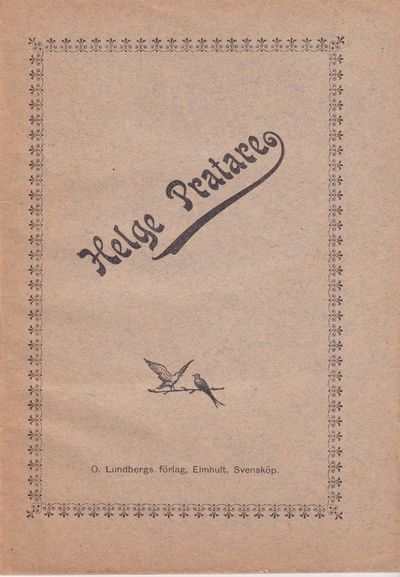 Helge Pratare
O. Lundbergs förlag, Elmhult, Svensköp.